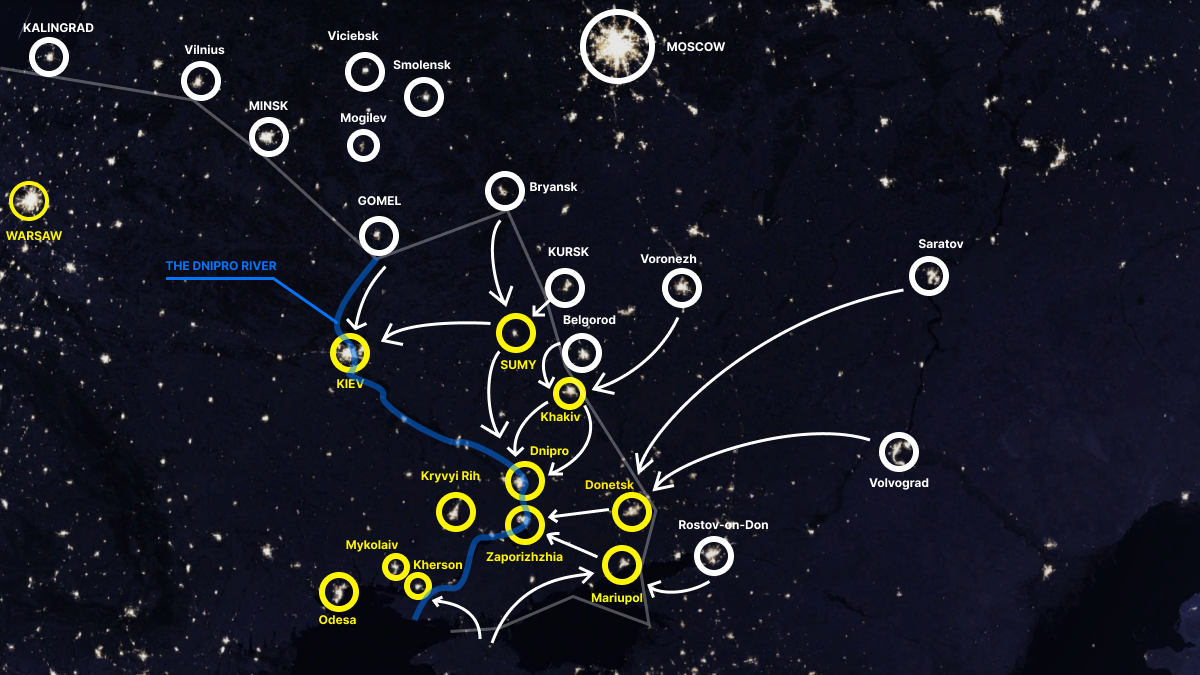 KALINGRAD
Vilnius
Viciebsk
Smolensk
MOSCOW
MINSK
Mogilev
WARSAW
GOMEL
Bryansk
THE DNIPRO RIVER
KURSK
Voronezh
Saratov
Belgorod
SUMY
KIEV
Khakiv
Dnipro
Kryvyi Rih
Donetsk
Volvograd
Rostov-on-Don
Zaporizhzhia
Mykolaiv
Kherson
Mariupol
Odesa